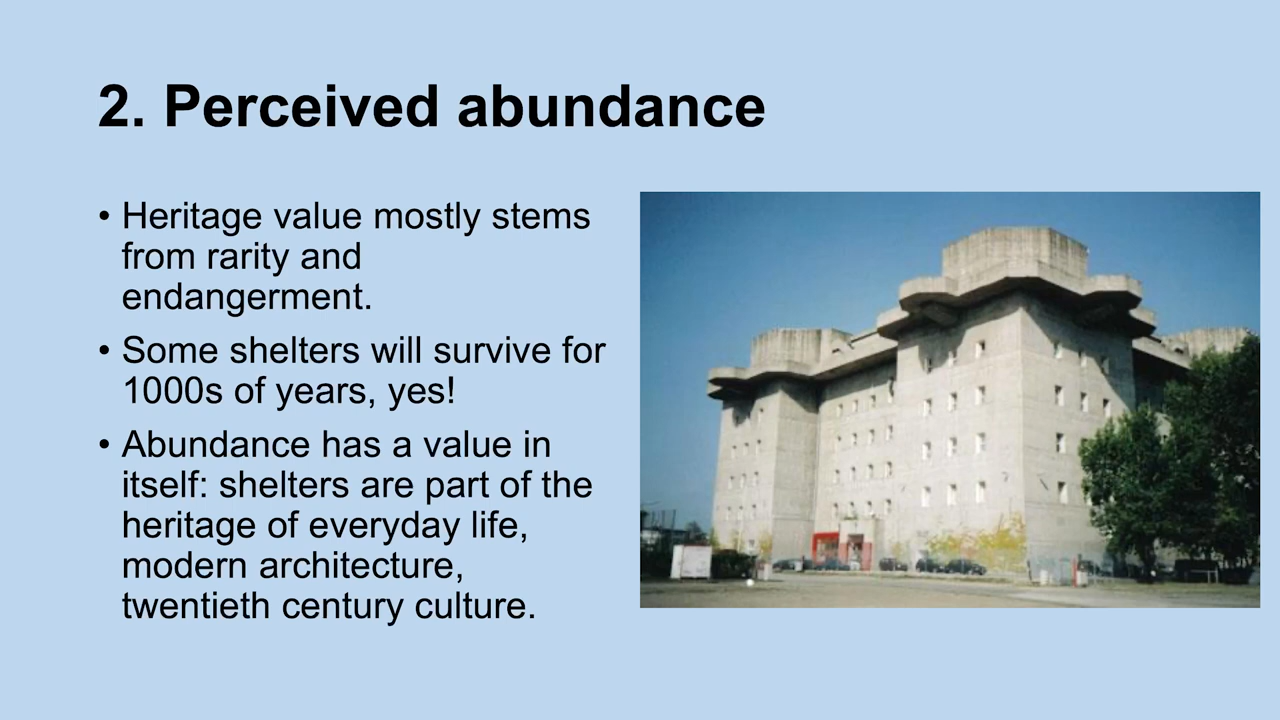 2. Perceived abundance
• Heritage value mostly stems
from rarity and
endangerment.
• Some shelters will survive for
1000s of years, yes!
• Abundance has a value in
itself: shelters are part of the
heritage of everyday life,
modern architecture,
twentieth century culture.